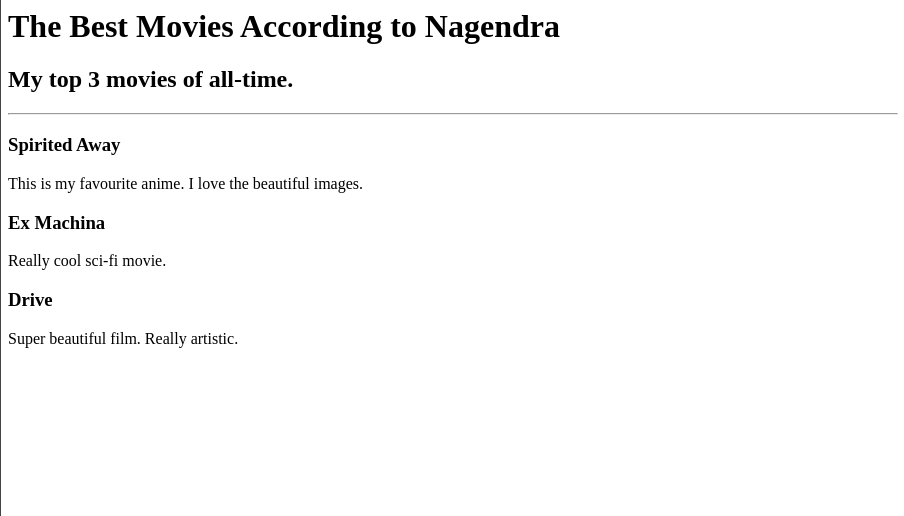 The Best Movies According to Nagendra
My top 3 movies of all-time.
Spirited Away
This is my favourite anime. I love the beautiful images.
Ex Machina
Really cool sci-fi movie.
Drive
Super beautiful film. Really artistic.